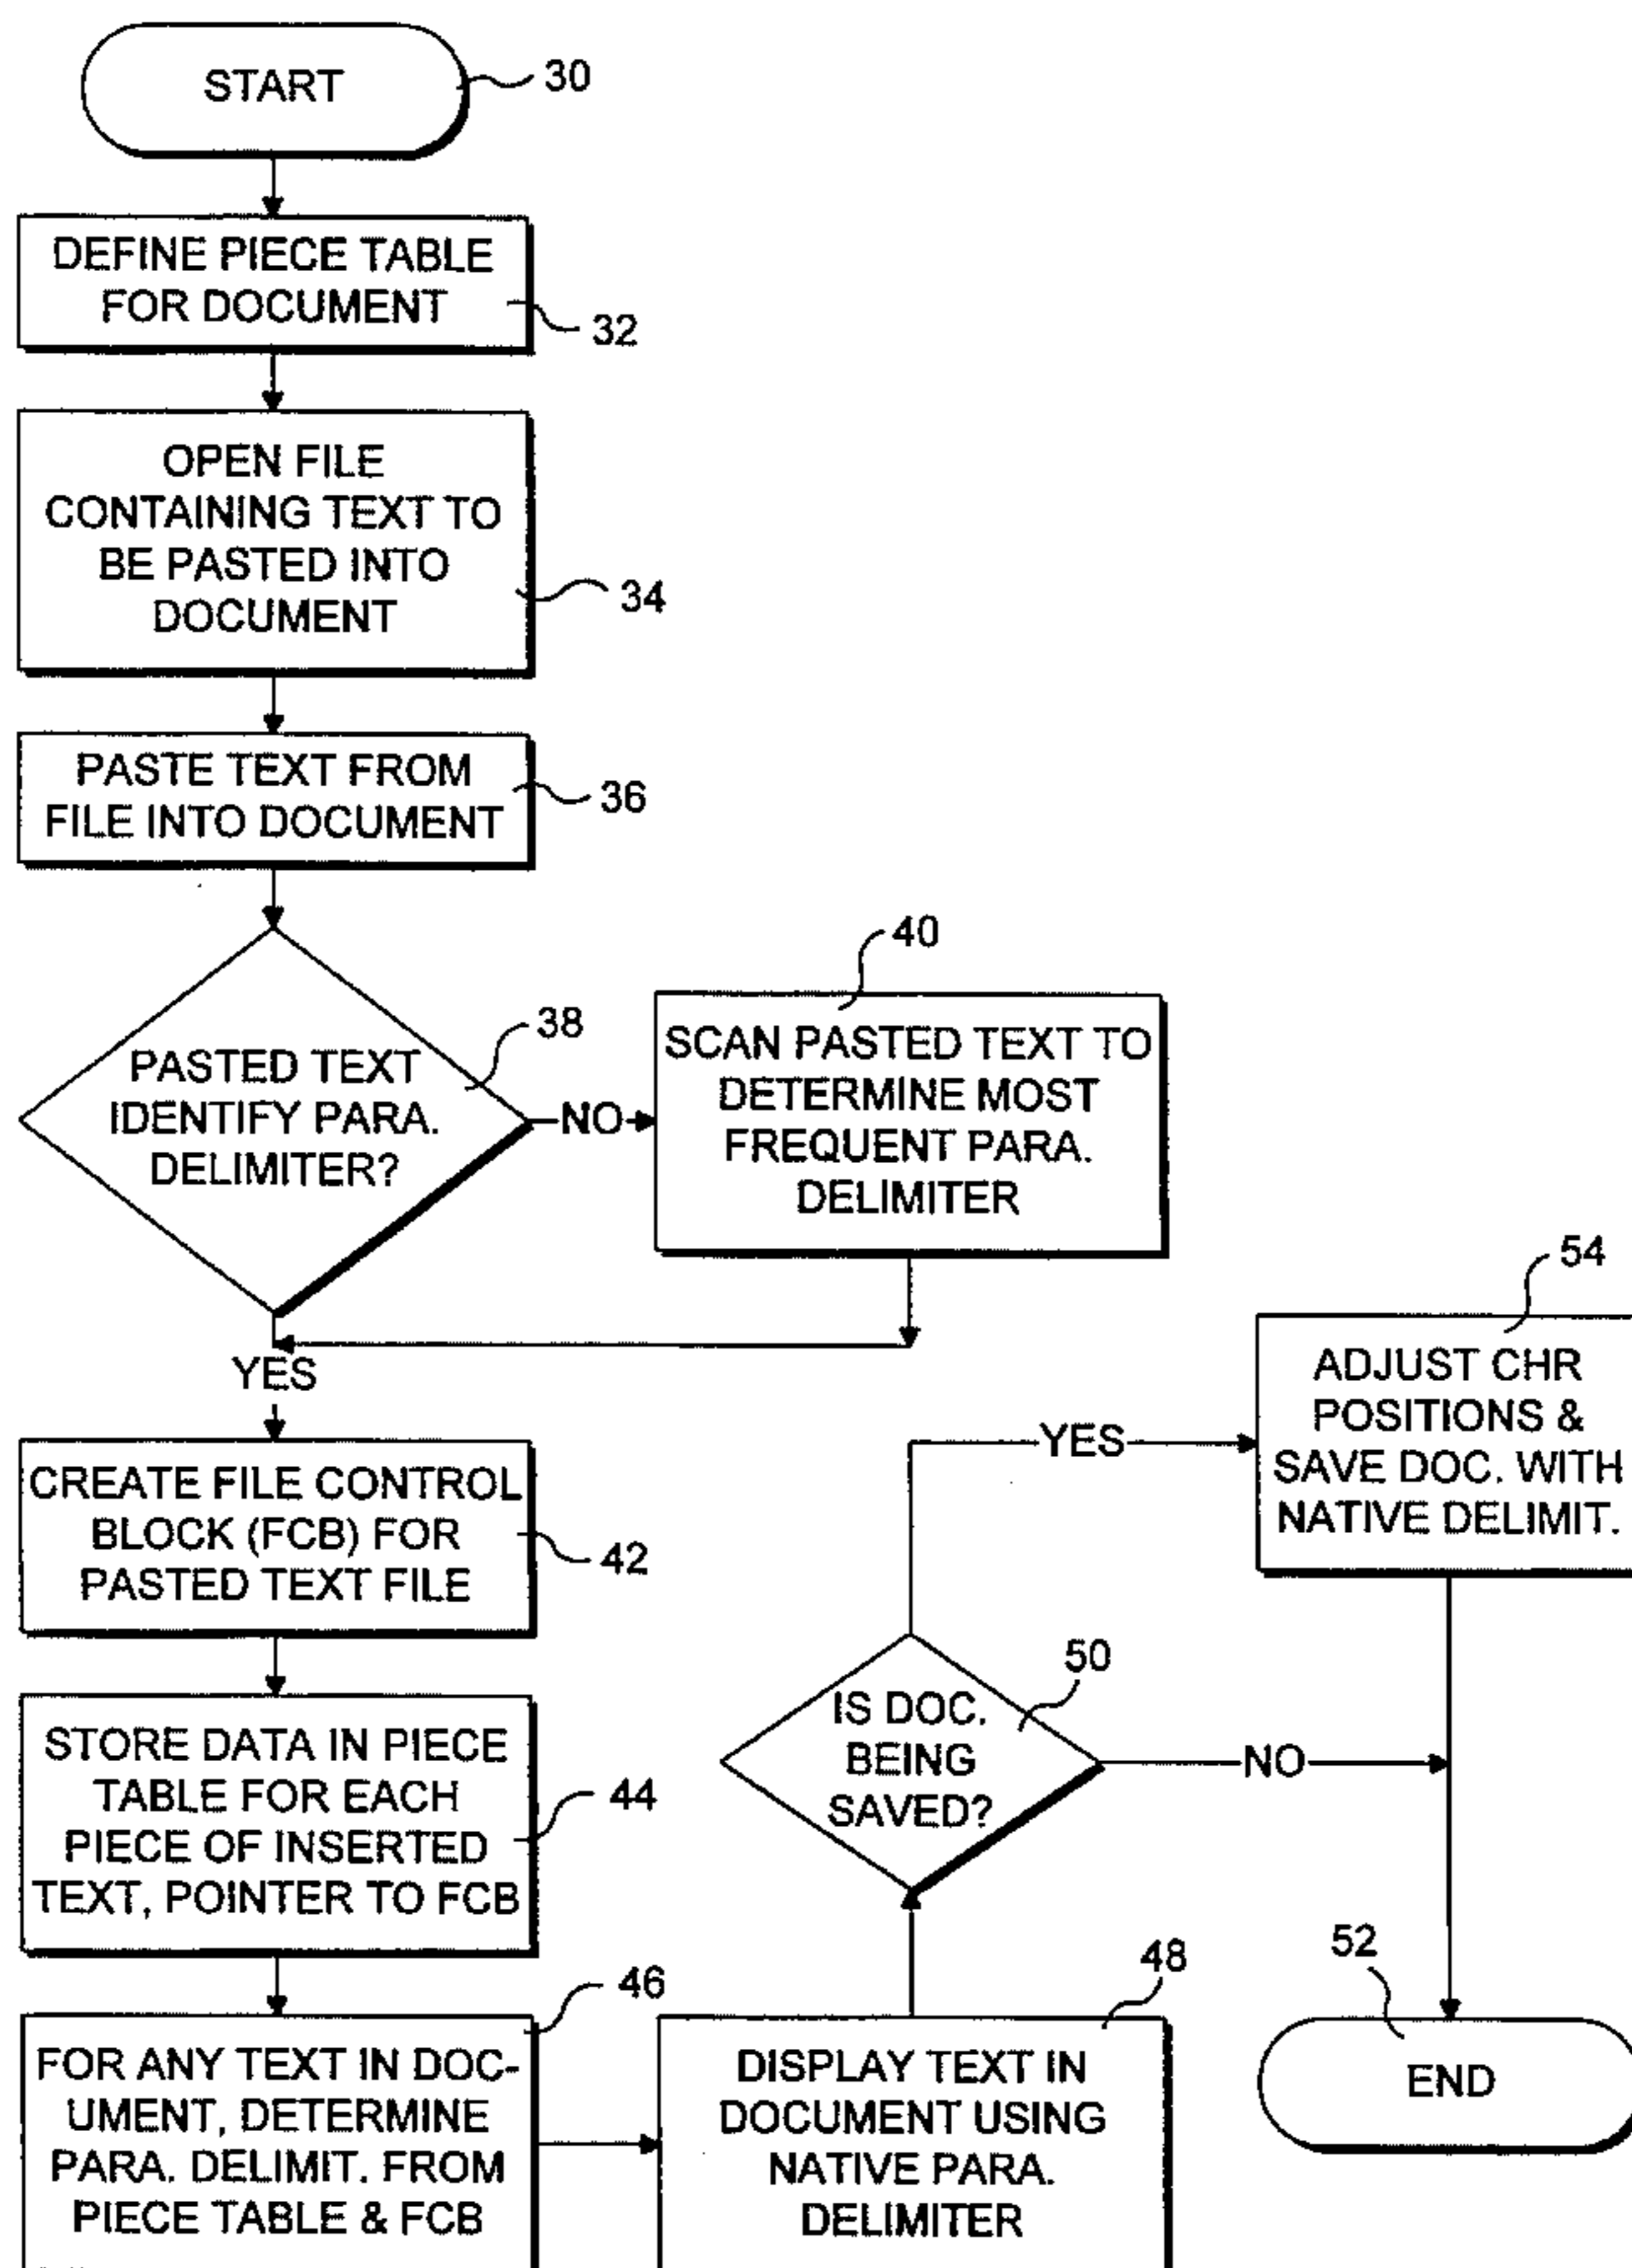 START
30
DEFINE PIECE TABLE
FOR DOCUMENT
32
OPEN FILE
CONTAINING TEXT TO
BE PASTED INTO
DOCUMENT
34
PASTE TEXT FROM
FILE INTO DOCUMENT
36
PASTED TEXT
IDENTIFY PARA.
DELIMITER?
38
NO
40
SCAN PASTED TEXT TO
DETERMINE MOST
FREQUENT PARA.
DELIMITER
YES
CREATE FILE CONTROL
BLOCK (FCB) FOR
PASTED TEXT FILE
42
STORE DATA IN PIECE
TABLE FOR EACH
PIECE OF INSERTED
TEXT, POINTER TO FCB
44
46
FOR ANY TEXT IN DOC-
UMENT, DETERMINE
PARA. DELIMIT. FROM
PIECE TABLE & FCB
48
DISPLAY TEXT IN
DOCUMENT USING
NATIVE PARA.
DELIMITER
50
IS DOC.
BEING
SAVED?
YES
NO
54
ADJUST CHR
POSITIONS &
SAVE DOC. WITH
NATIVE DELIMIT.
52
END